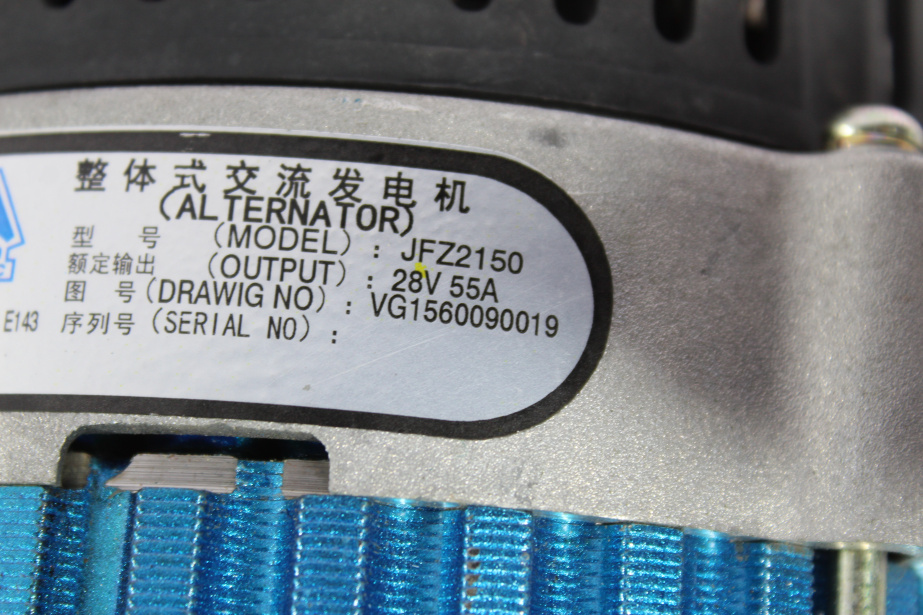 整体式交流发电机
(ALTERNATOR)
型 号 (MODEL) : JFZ2150
额定输出 (OUTPUT) : 28V 55A
图 号 (DRAWIG NO) : VG1560090019
E143 序列号 (SERIAL NO) :